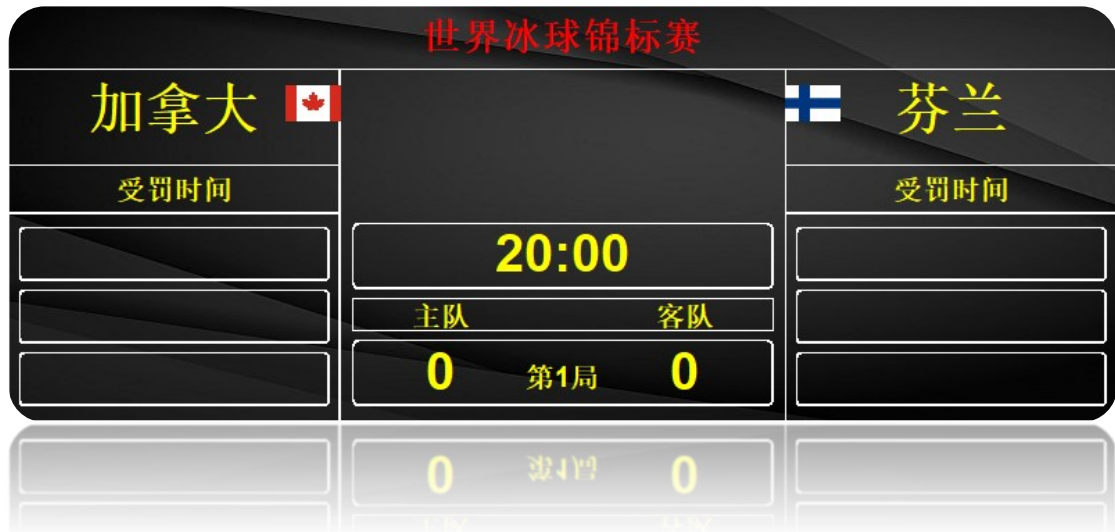 世界冰球锦标赛
加拿大
芬兰
受罚时间
受罚时间
20:00
主队 客队
0 第1局 0